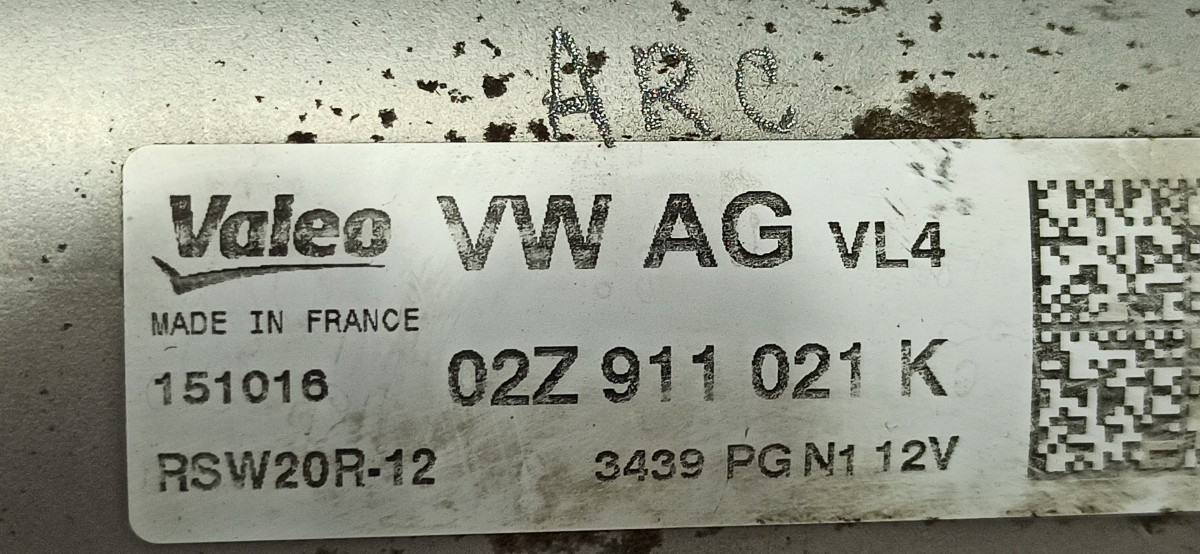 ARC
Valeo VW AG VL4
MADE IN FRANCE
151016 02Z 911 021 K
RSW20R-12 3439 PG N1 12V